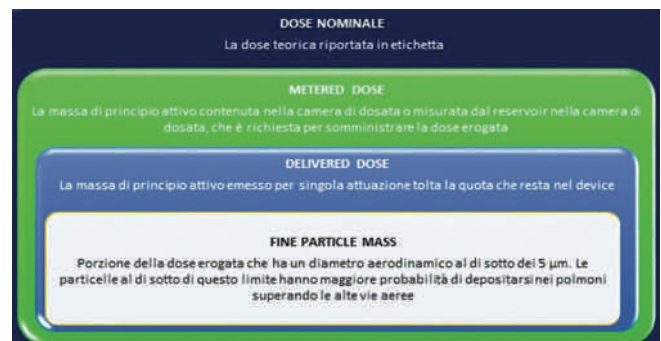 DOSE NOMINALE
La dose teorica riportata in etichetta
METERED DOSE
La massa di principio attivo contenuta nella camera di dosata o misurata dal reservoir nella camera di
dosata, che è richiesta per somministrare la dose erogata
DELIVERED DOSE
La massa di principio attivo emesso per singola attuazione tolta la quota che resta nel device
FINE PARTICLE MASS
Porzione della dose erogata che ha un diametro aerodinamico al di sotto dei 5 µm. Le
particelle al di sotto di questo limite hanno maggiore probabilità di depositarsi nei polmoni
superando le alte vie aeree